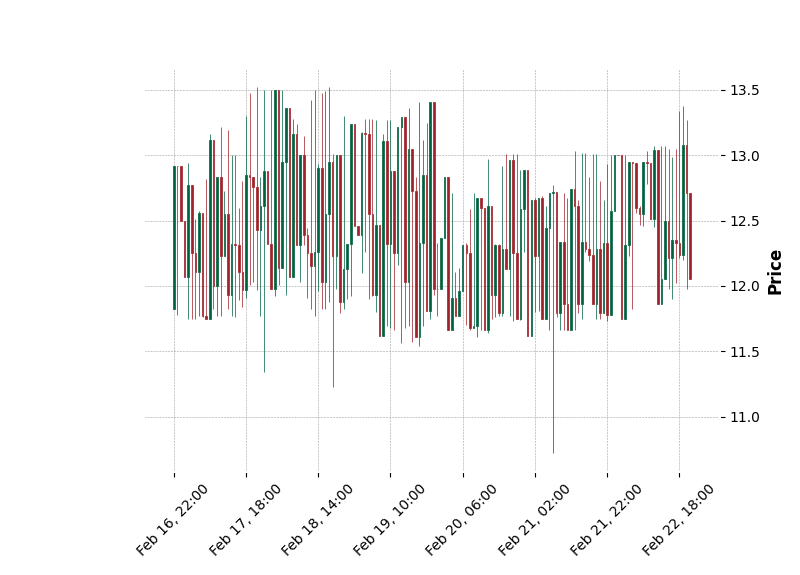 13.5
13.0
12.5
12.0
11.5
11.0
Price
Feb 16, 22:00
Feb 17, 18:00
Feb 18, 14:00
Feb 19, 10:00
Feb 20, 06:00
Feb 21, 02:00
Feb 21, 22:00
Feb 22, 18:00